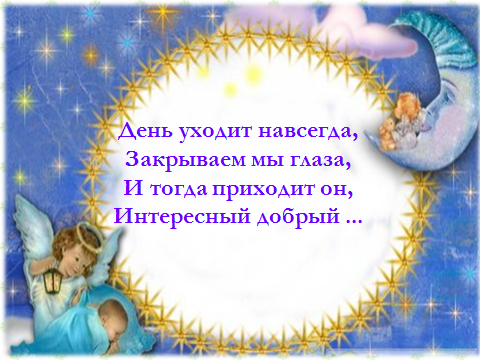 День уходит навсегда,
Закрываем мы глаза,
И тогда приходит он,
Интересный добрый ...